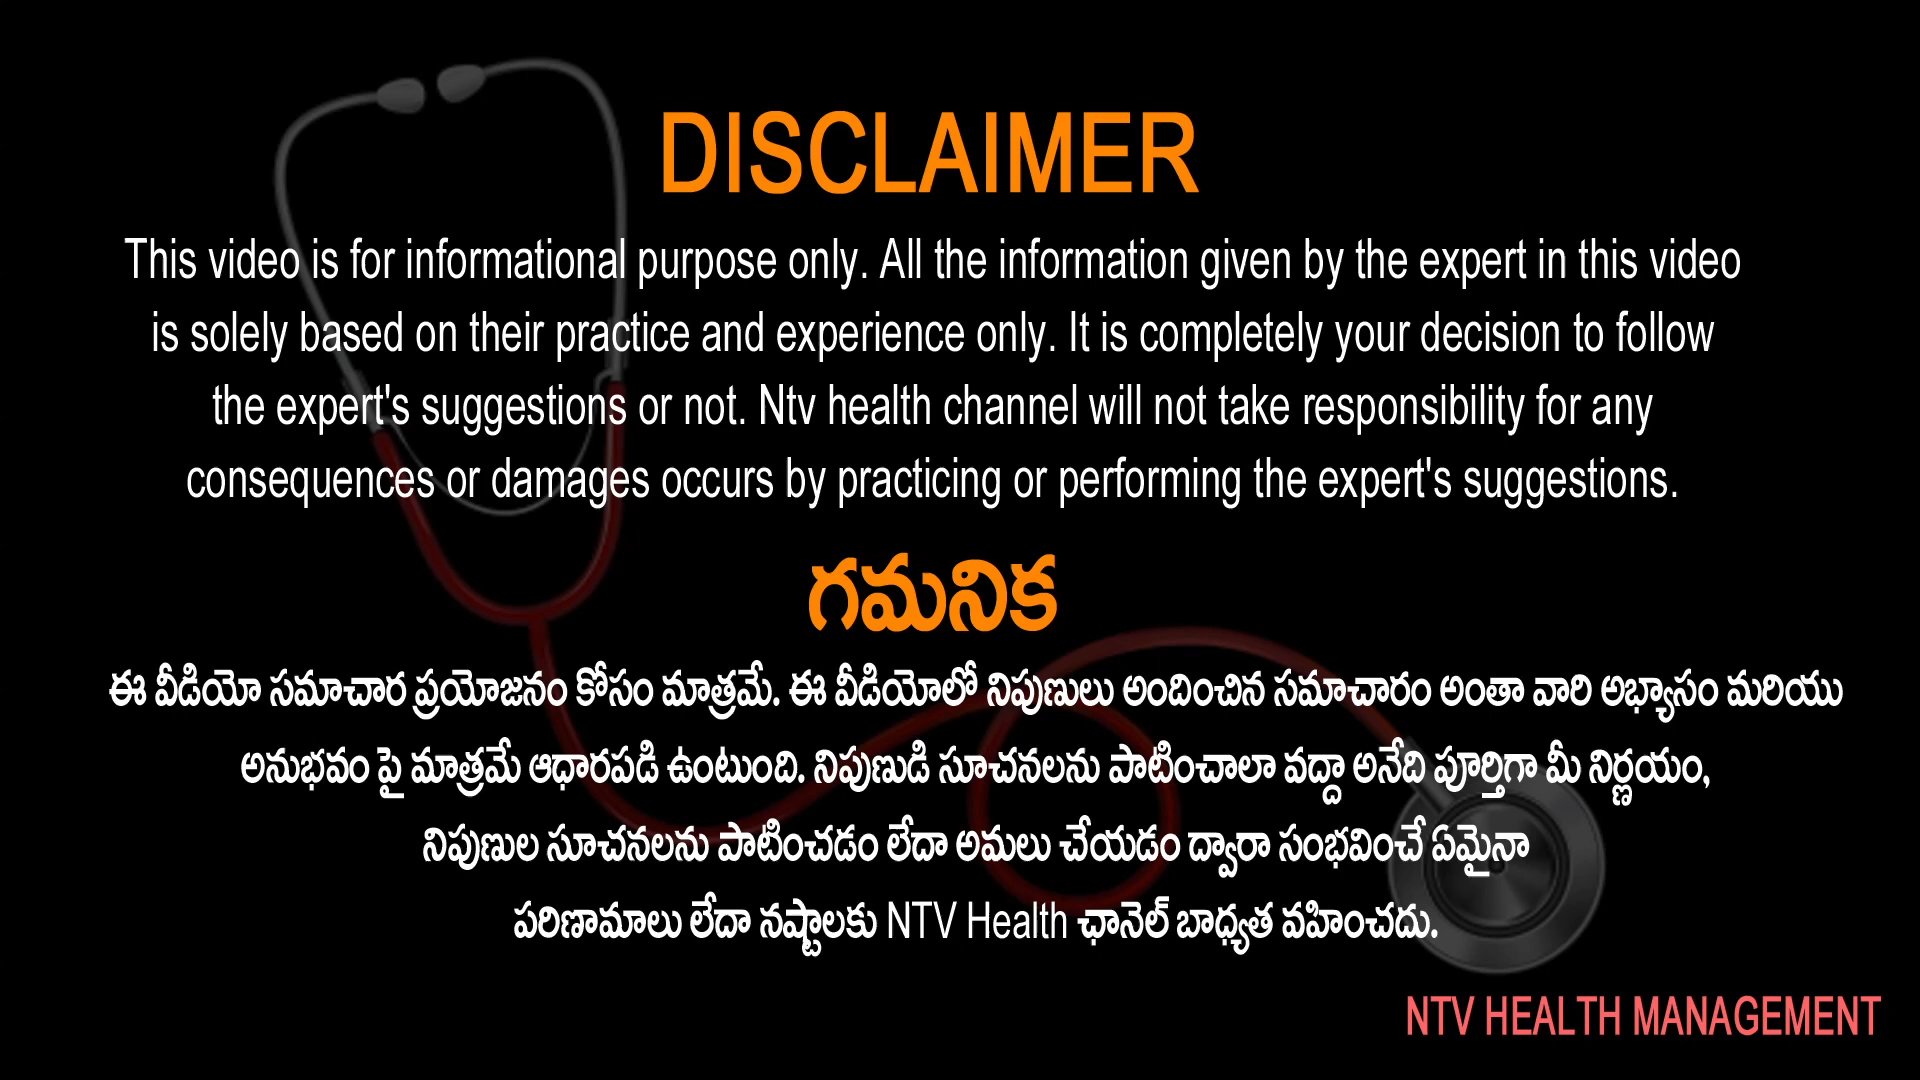 DISCLAIMER
This video is for informational purpose only. All the information given by the expert in this video
is solely based on their practice and experience only. It is completely your decision to follow
the expert's suggestions or not. Ntv health channel will not take responsibility for any
consequences or damages occurs by practicing or performing the expert's suggestions.
గమనిక
ఈ వీడియో సమాచార ప్రయోజనం కోసం మాత్రమే. ఈ వీడియోలో నిపుణులు అందించిన సమాచారం అంతా వారి అభ్యాసం మరియు
అనుభవం పై మాత్రమే ఆధారపడి ఉంటుంది. నిపుణుడి సూచనలను పాటించాలా వద్దా అనేది పూర్తిగా మీ నిర్ణయం,
నిపుణుల సూచనలను పాటించడం లేదా అమలు చేయడం ద్వారా సంభవించే ఏమైనా
పరిణామాలు లేదా నష్టాలకు NTV Health ఛానెల్ బాధ్యత వహించదు.
NTV HEALTH MANAGEMENT